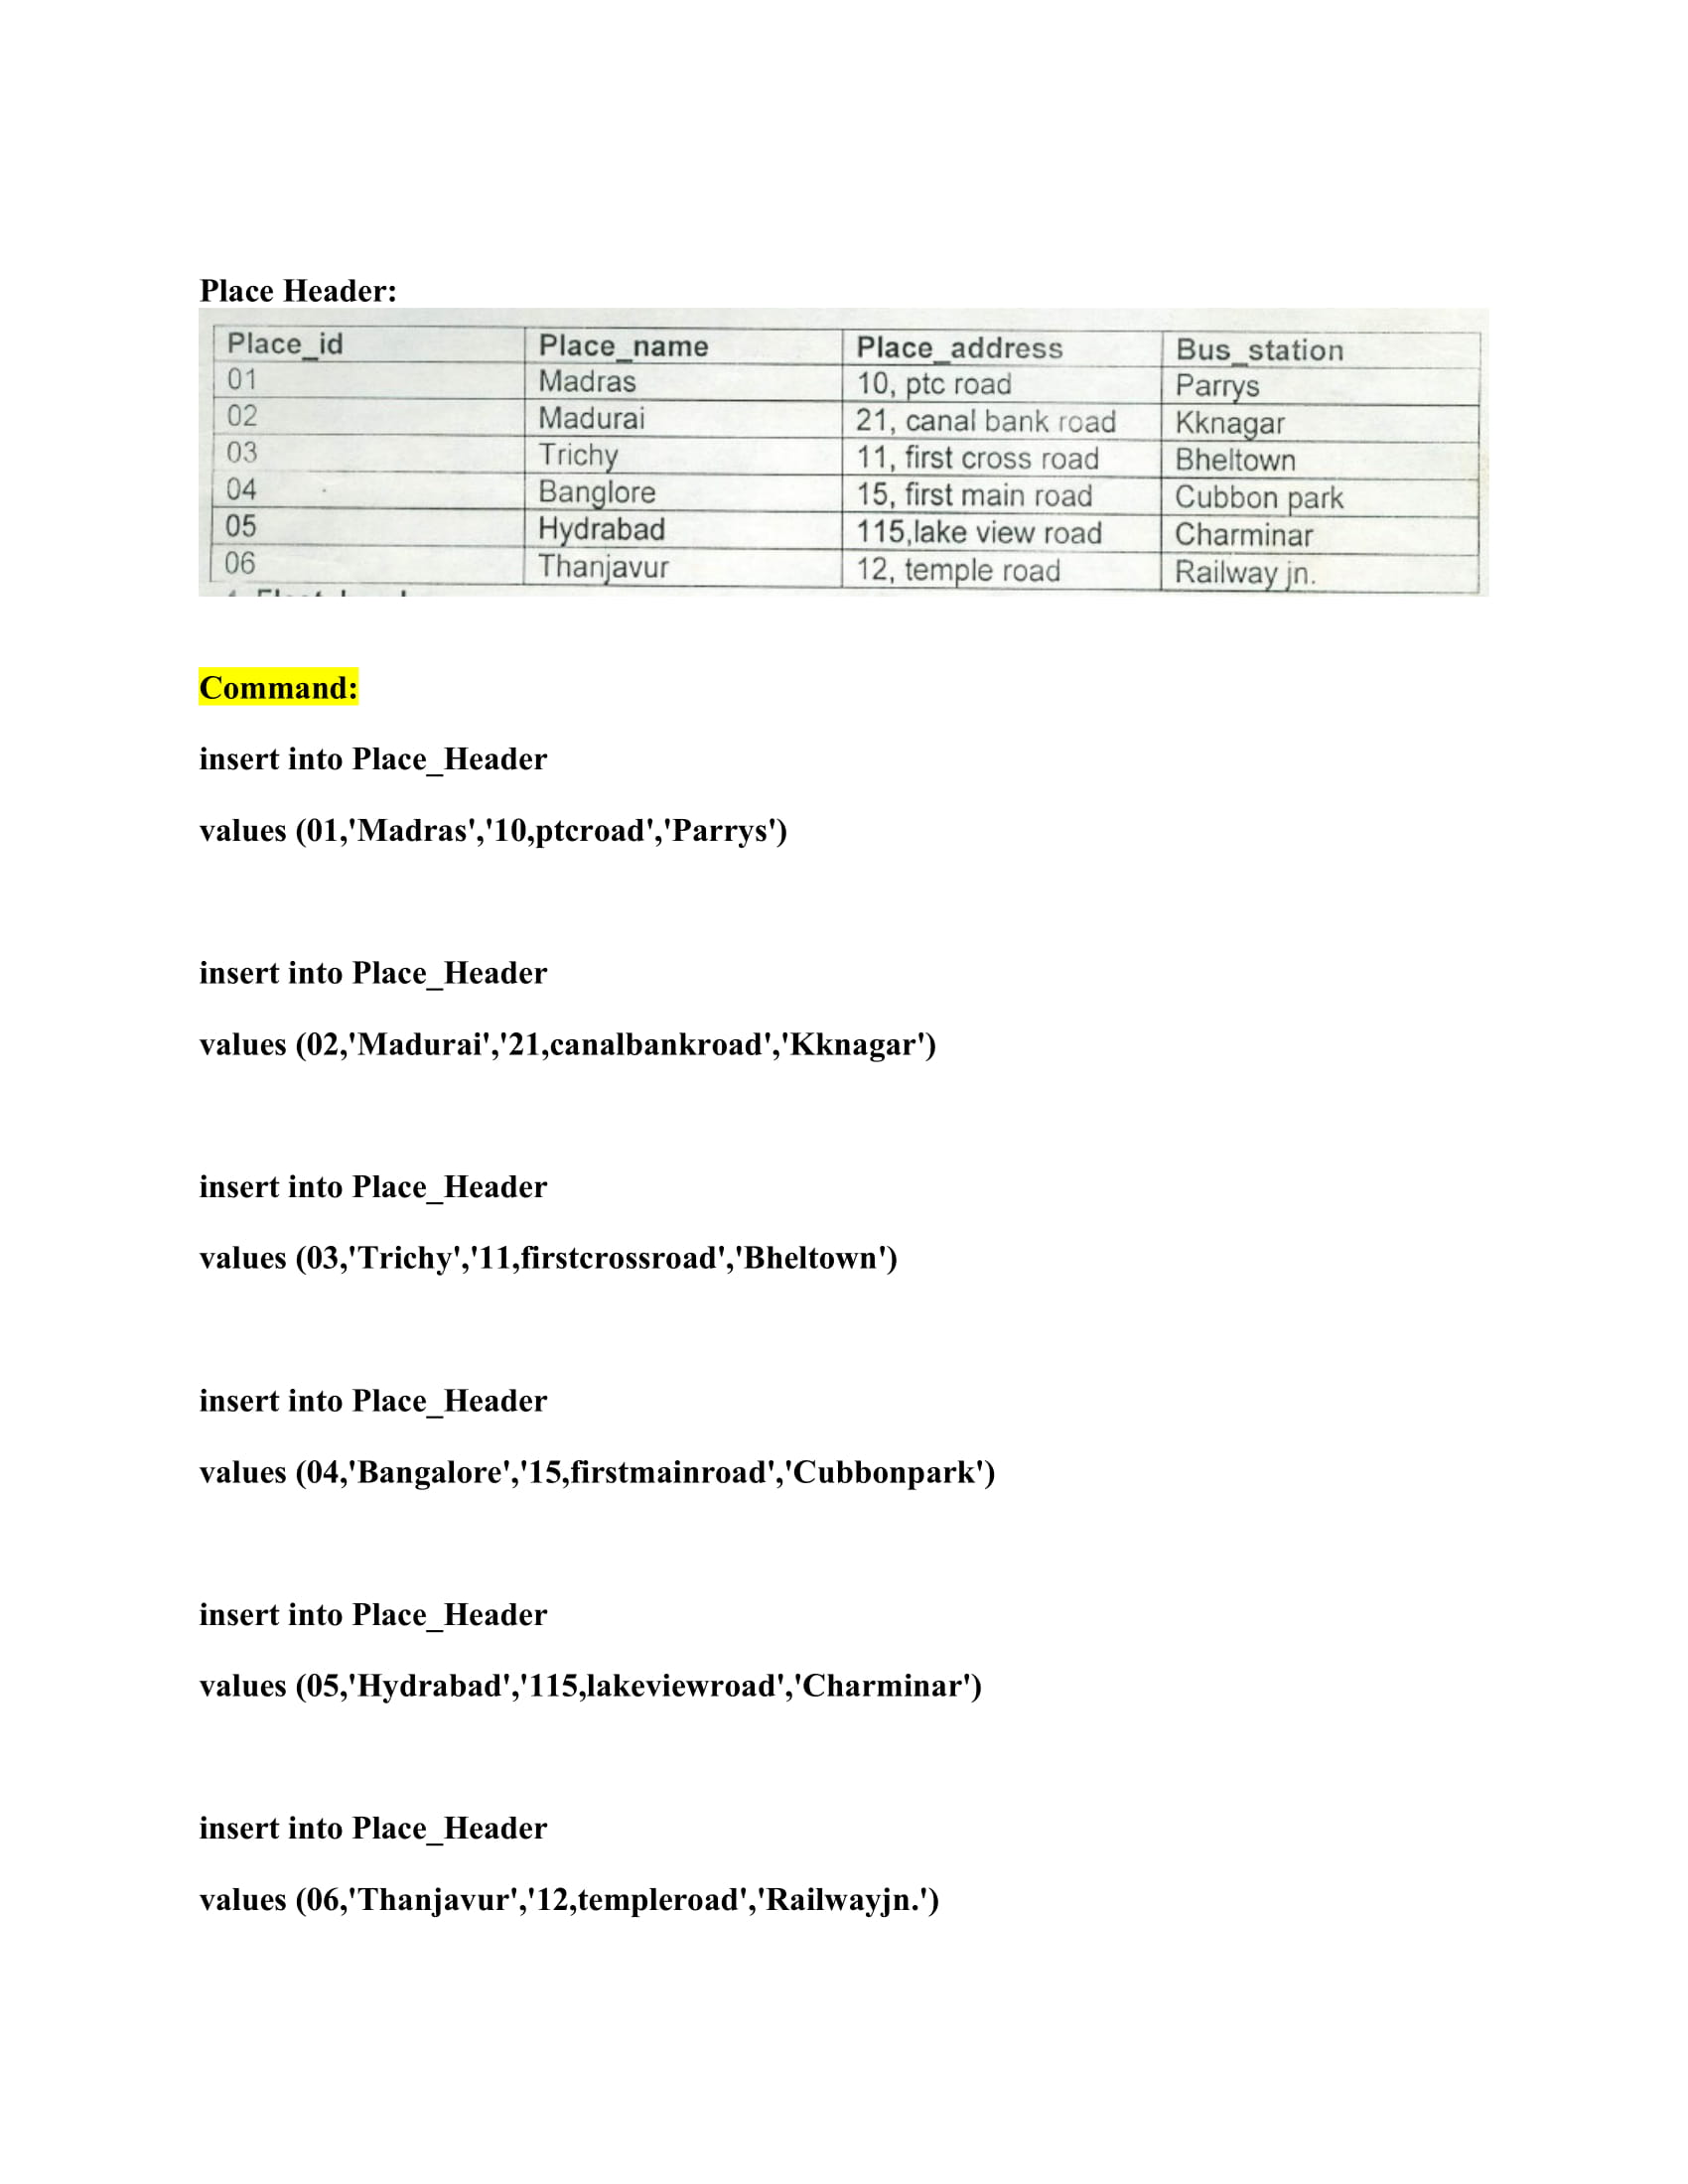 Place Header:
Place_id Place_name Place_address Bus_station
01 Madras 10, ptc road Parrys
02 Madurai 21, canal bank road Kknagar
03 Trichy 11, first cross road Bheltown
04 Banglore 15, first main road Cubbon park
05 Hydrabad 115,lake view road Charminar
06 Thanjavur 12, temple road Railway jn.
Command:
insert into Place_Header
values (01,'Madras','10,ptcroad','Parrys')
insert into Place_Header
values (02,'Madurai','21,canalbankroad','Kknagar')
insert into Place_Header
values (03,'Trichy','11,firstcrossroad','Bheltown')
insert into Place_Header
values (04,'Bangalore','15,firstmainroad','Cubbonpark')
insert into Place_Header
values (05,'Hydrabad','115,lakeviewroad','Charminar')
insert into Place_Header
values (06,'Thanjavur','12,templeroad','Railwayjn.')